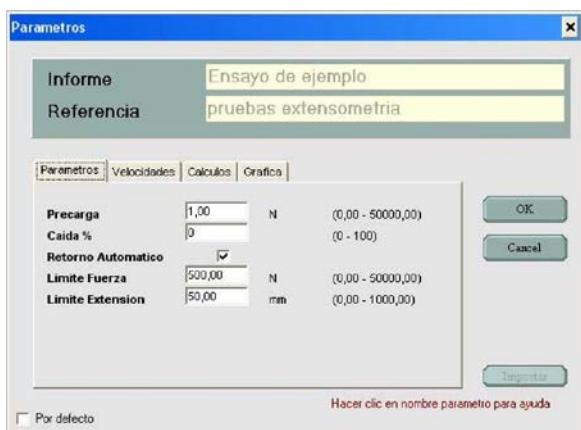 Parametros
Informe Ensayo de ejemplo
Referencia pruebas extensometria
Parametros Velocidades Calculos Grafica
Precarga 1,00 N (0,00 - 50000,00)
Caida % 0 (0 - 100)
Retorno Automatico
Limite Fuerza 500,00 N (0,00 - 50000,00)
Limite Extension 50,00 mm (0,00 - 1000,00)
OK
Cancel
Importar
Hacer clic en nombre parametro para ayuda
Por defecto